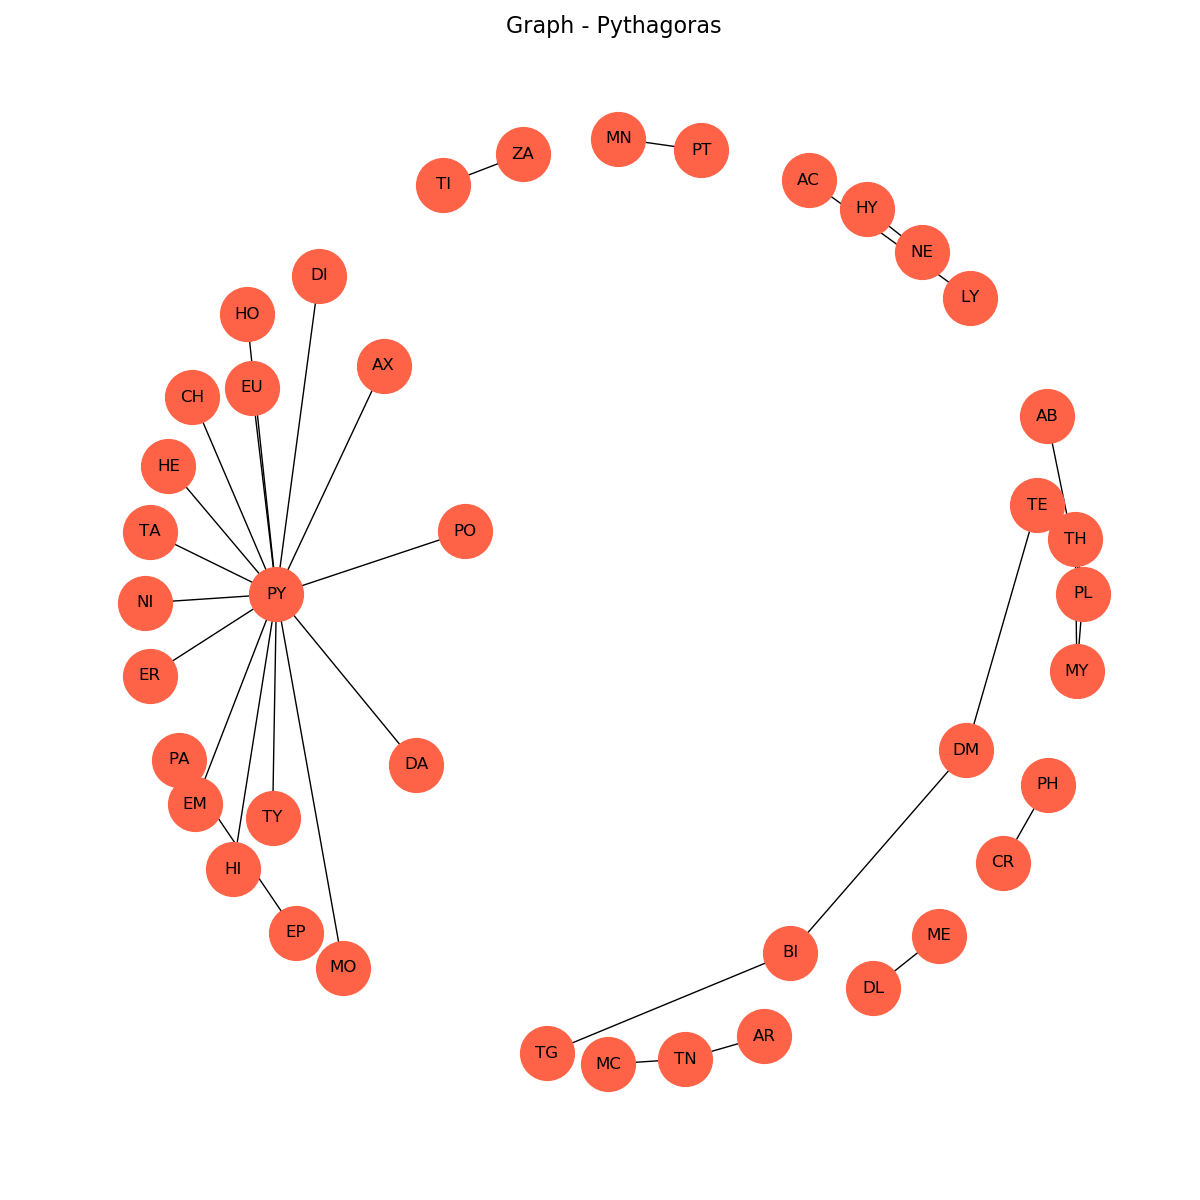 Graph - Pythagoras
MN
PT
ZA
TI
AC
HY
NE
LY
DI
HO
AX
EU
CH
AB
HE
TE
TA
PO
TH
PY
PL
NI
MY
ER
DM
PA
DA
PH
EM
TY
CR
HI
EP
ME
BI
MO
DL
AR
TG
TN
MC